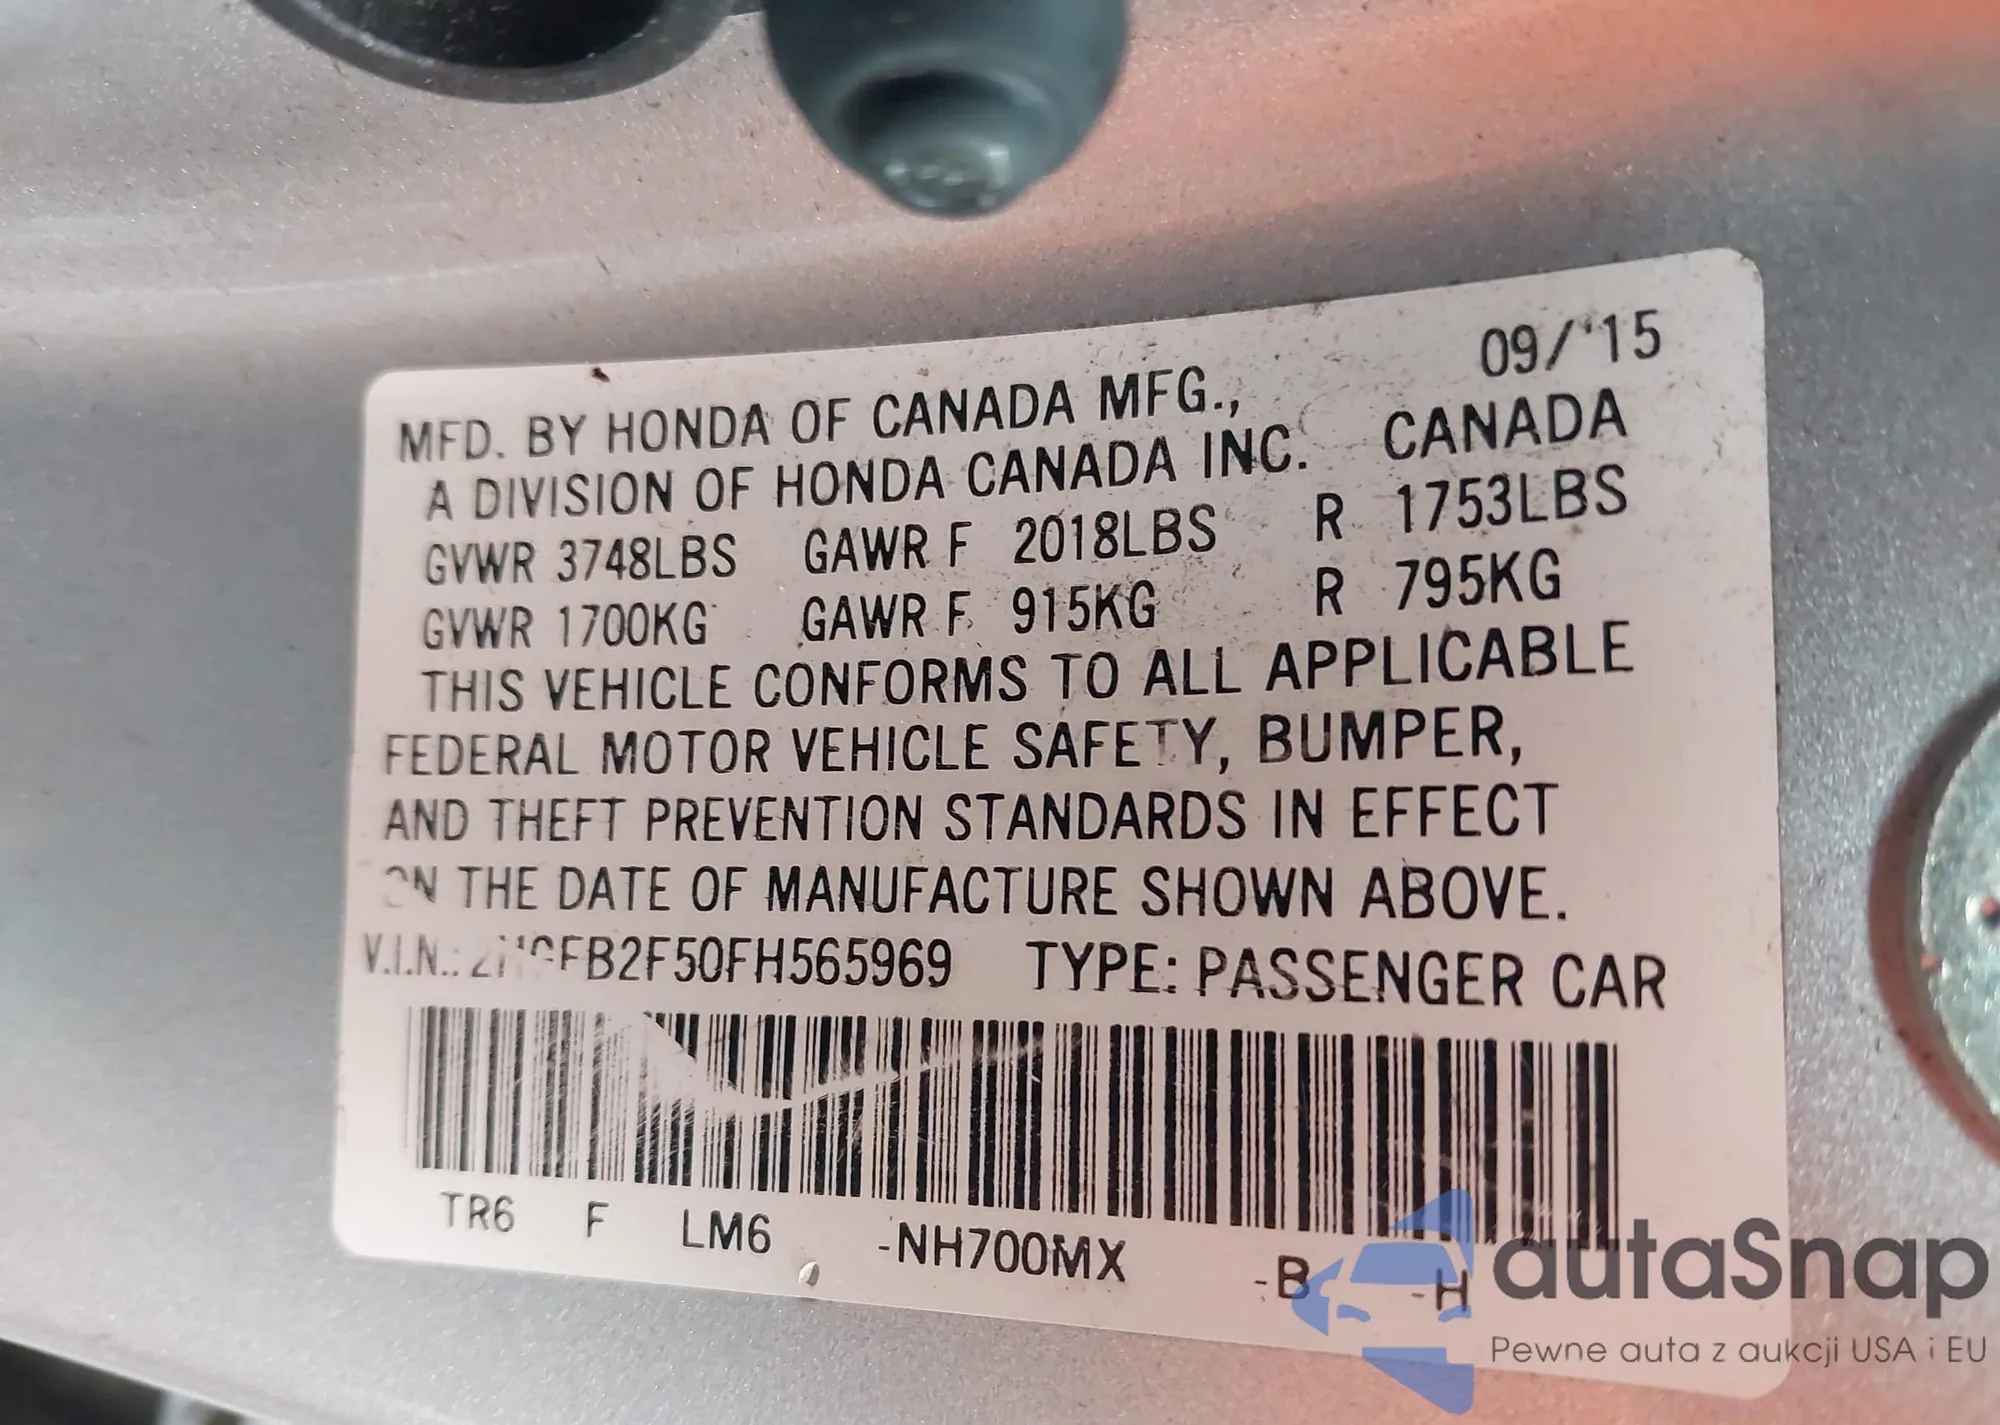 09/'15
MFD. BY HONDA OF CANADA MFG.,
A DIVISION OF HONDA CANADA INC. CANADA
GVWR 3748LBS GAWR F 2018LBS R 1753LBS
GVWR 1700KG GAWR F 915KG R 795KG
THIS VEHICLE CONFORMS TO ALL APPLICABLE
FEDERAL MOTOR VEHICLE SAFETY, BUMPER,
AND THEFT PREVENTION STANDARDS IN EFFECT
ON THE DATE OF MANUFACTURE SHOWN ABOVE.
V.I.N.: TYPE: PASSENGER CAR
TR6 F LM6 -NH700MX -B -H
autaSnap
Pewne auta z aukcji USA i EU